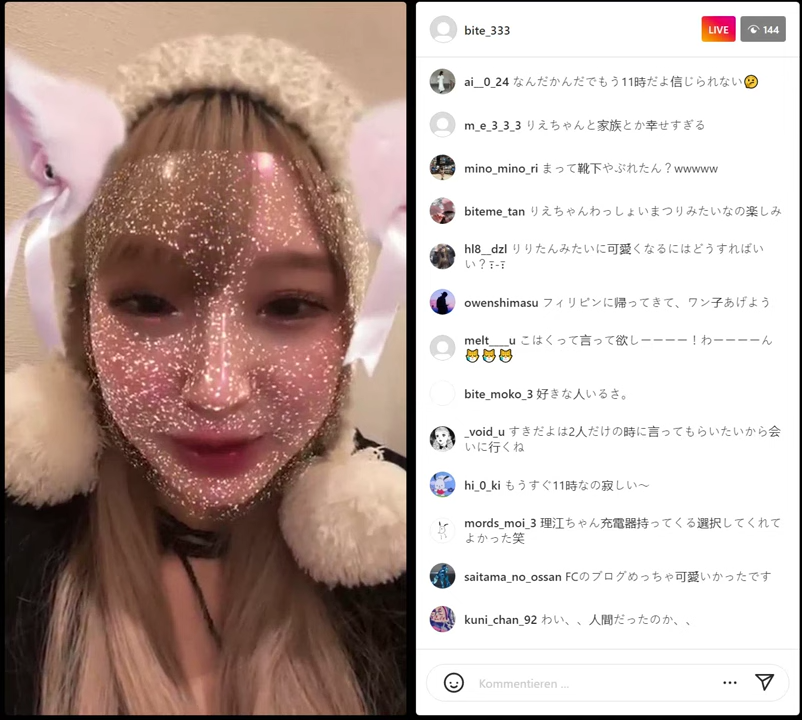 bite_333
LIVE 144
ai__0_24 なんだかんだでもう11時だよ信じられない🫤
m_e_3_3_3 りえちゃんと家族とか幸せすぎる
mino_mino_ri まって靴下やぶれたん？wwwww
biteme_tan りえちゃんわっしょいまつりみたいなの楽しみ
hl8__dzl りりたんみたいに可愛くなるにはどうすればい
い？
owenshimasu フィリピンに帰ってきて、ワン子あげよう
melt___u こはくって言って欲しーーーー！わーーーーん
😹😹😹
bite_moko_3 好きな人いるさ。
_void_u すきだよは2人だけの時に言ってもらいたいから会
いに行くね
hi_0_ki もうすぐ11時なの寂しい〜
mords_moi_3 理江ちゃん充電器持ってくる選択してくれて
よかった笑
saitama_no_ossan FCのブログめっちゃ可愛いかったです
kuni_chan_92 わい、、人間だったのか、、
Kommentieren ...